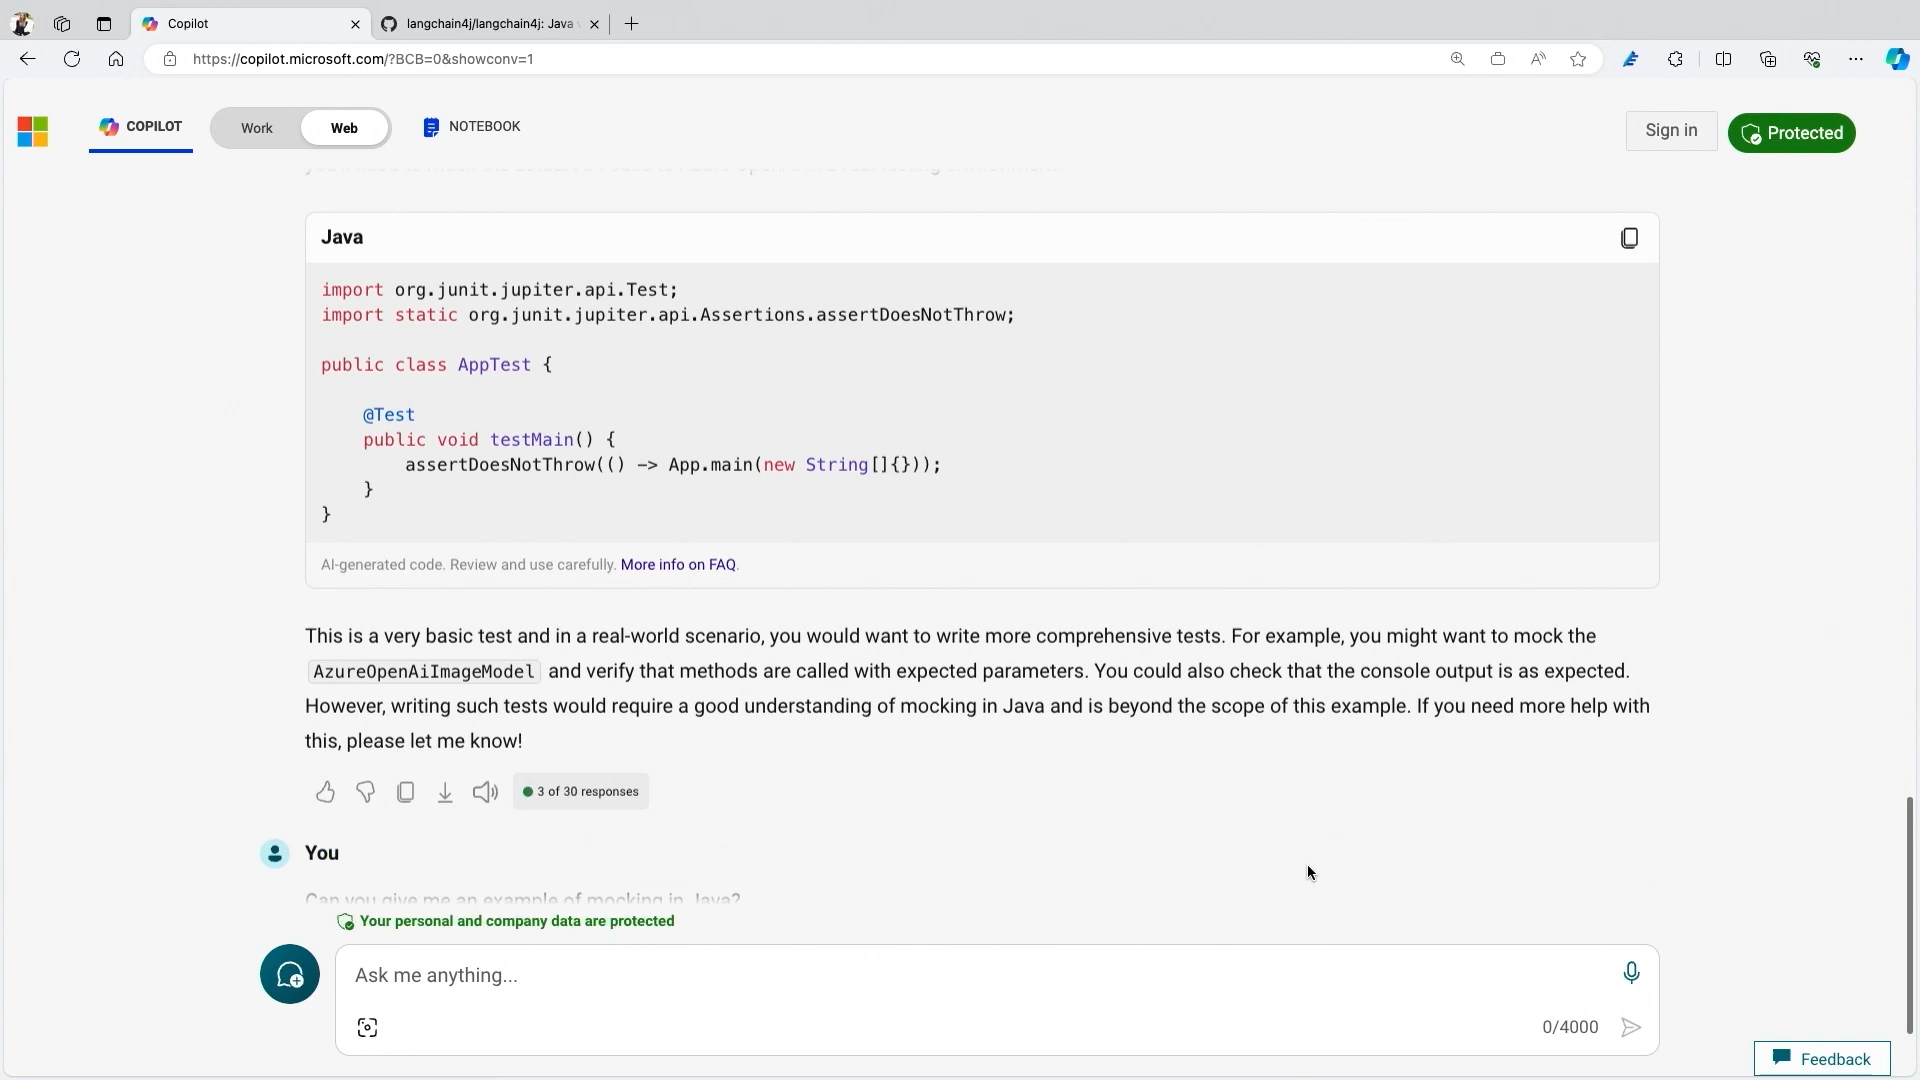 Copilot
langchain4j/langchain4j: Java
https://copilot.microsoft.com/?BCB=0&showconv=1
COPILOT
Work
Web
NOTEBOOK
Sign in
Protected
Java
import org.junit.jupiter.api.Test;
import static org.junit.jupiter.api.Assertions.assertDoesNotThrow;
public class AppTest {
@Test
public void testMain() {
assertDoesNotThrow(() -> App.main(new String[]{}));
}
}
AI-generated code. Review and use carefully. More info on FAQ.
This is a very basic test and in a real-world scenario, you would want to write more comprehensive tests. For example, you might want to mock the
AzureOpenAiImageModel and verify that methods are called with expected parameters. You could also check that the console output is as expected.
However, writing such tests would require a good understanding of mocking in Java and is beyond the scope of this example. If you need more help with
this, please let me know!
3 of 30 responses
You
Can you give me an example of mocking in Java?
Your personal and company data are protected
Ask me anything...
0/4000
Feedback